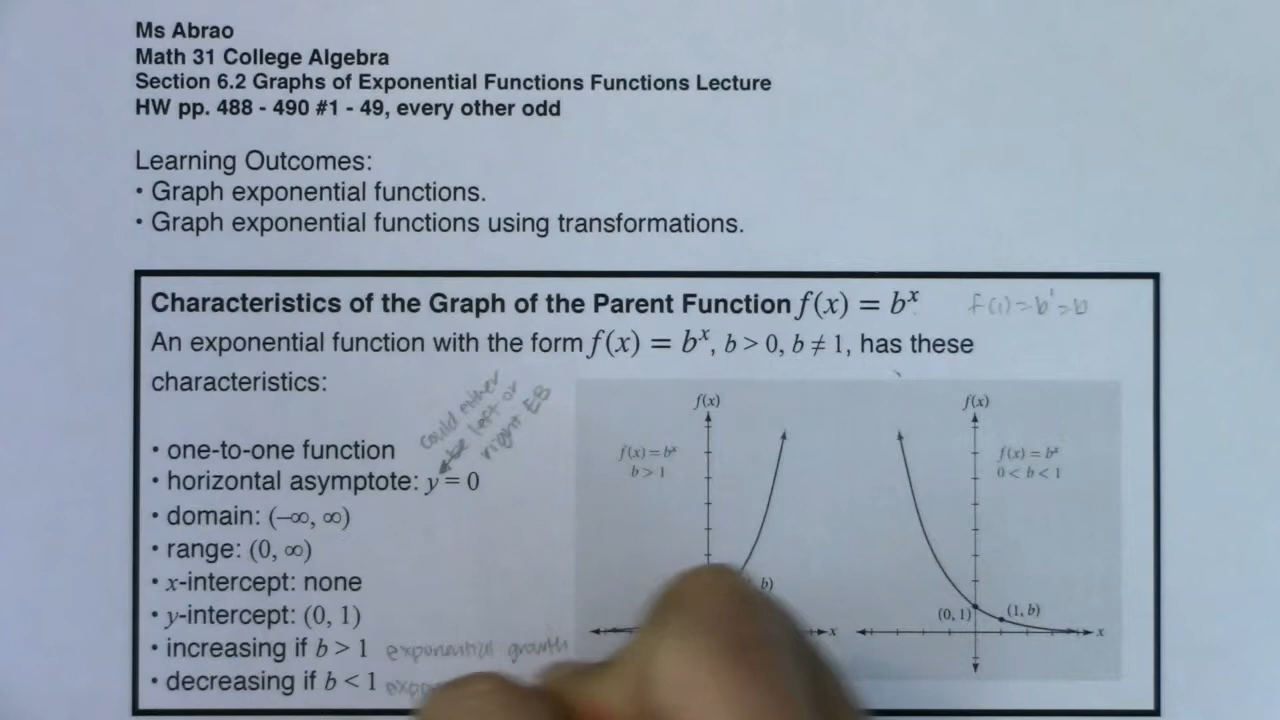 Ms Abrao
Math 31 College Algebra
Section 6.2 Graphs of Exponential Functions Functions Lecture
HW pp. 488 - 490 #1 - 49, every other odd
Learning Outcomes:
• Graph exponential functions.
• Graph exponential functions using transformations.
Characteristics of the Graph of the Parent Function f(x) = bˣ f(1)=b¹=b
An exponential function with the form f(x) = bˣ, b > 0, b ≠ 1, has these
characteristics:
could either
be left or
right EB
• one-to-one function
• horizontal asymptote: y = 0
• domain: (–∞, ∞)
• range: (0, ∞)
• x-intercept: none
• y-intercept: (0, 1)
• increasing if b > 1 exponential growth
• decreasing if b < 1
f(x)
f(x) = bˣ
b > 1
b)
x
f(x)
f(x) = bˣ
0 < b < 1
(0, 1)
(1, b)
x